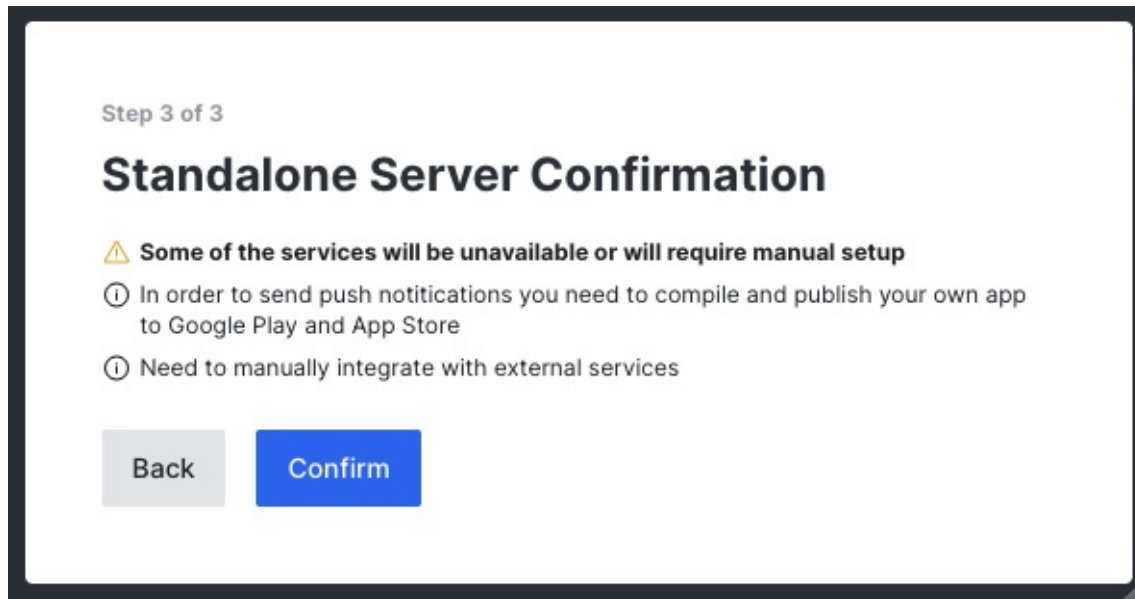 Step 3 of 3
Standalone Server Confirmation
Some of the services will be unavailable or will require manual setup
In order to send push notitications you need to compile and publish your own app
to Google Play and App Store
Need to manually integrate with external services
Back
Confirm